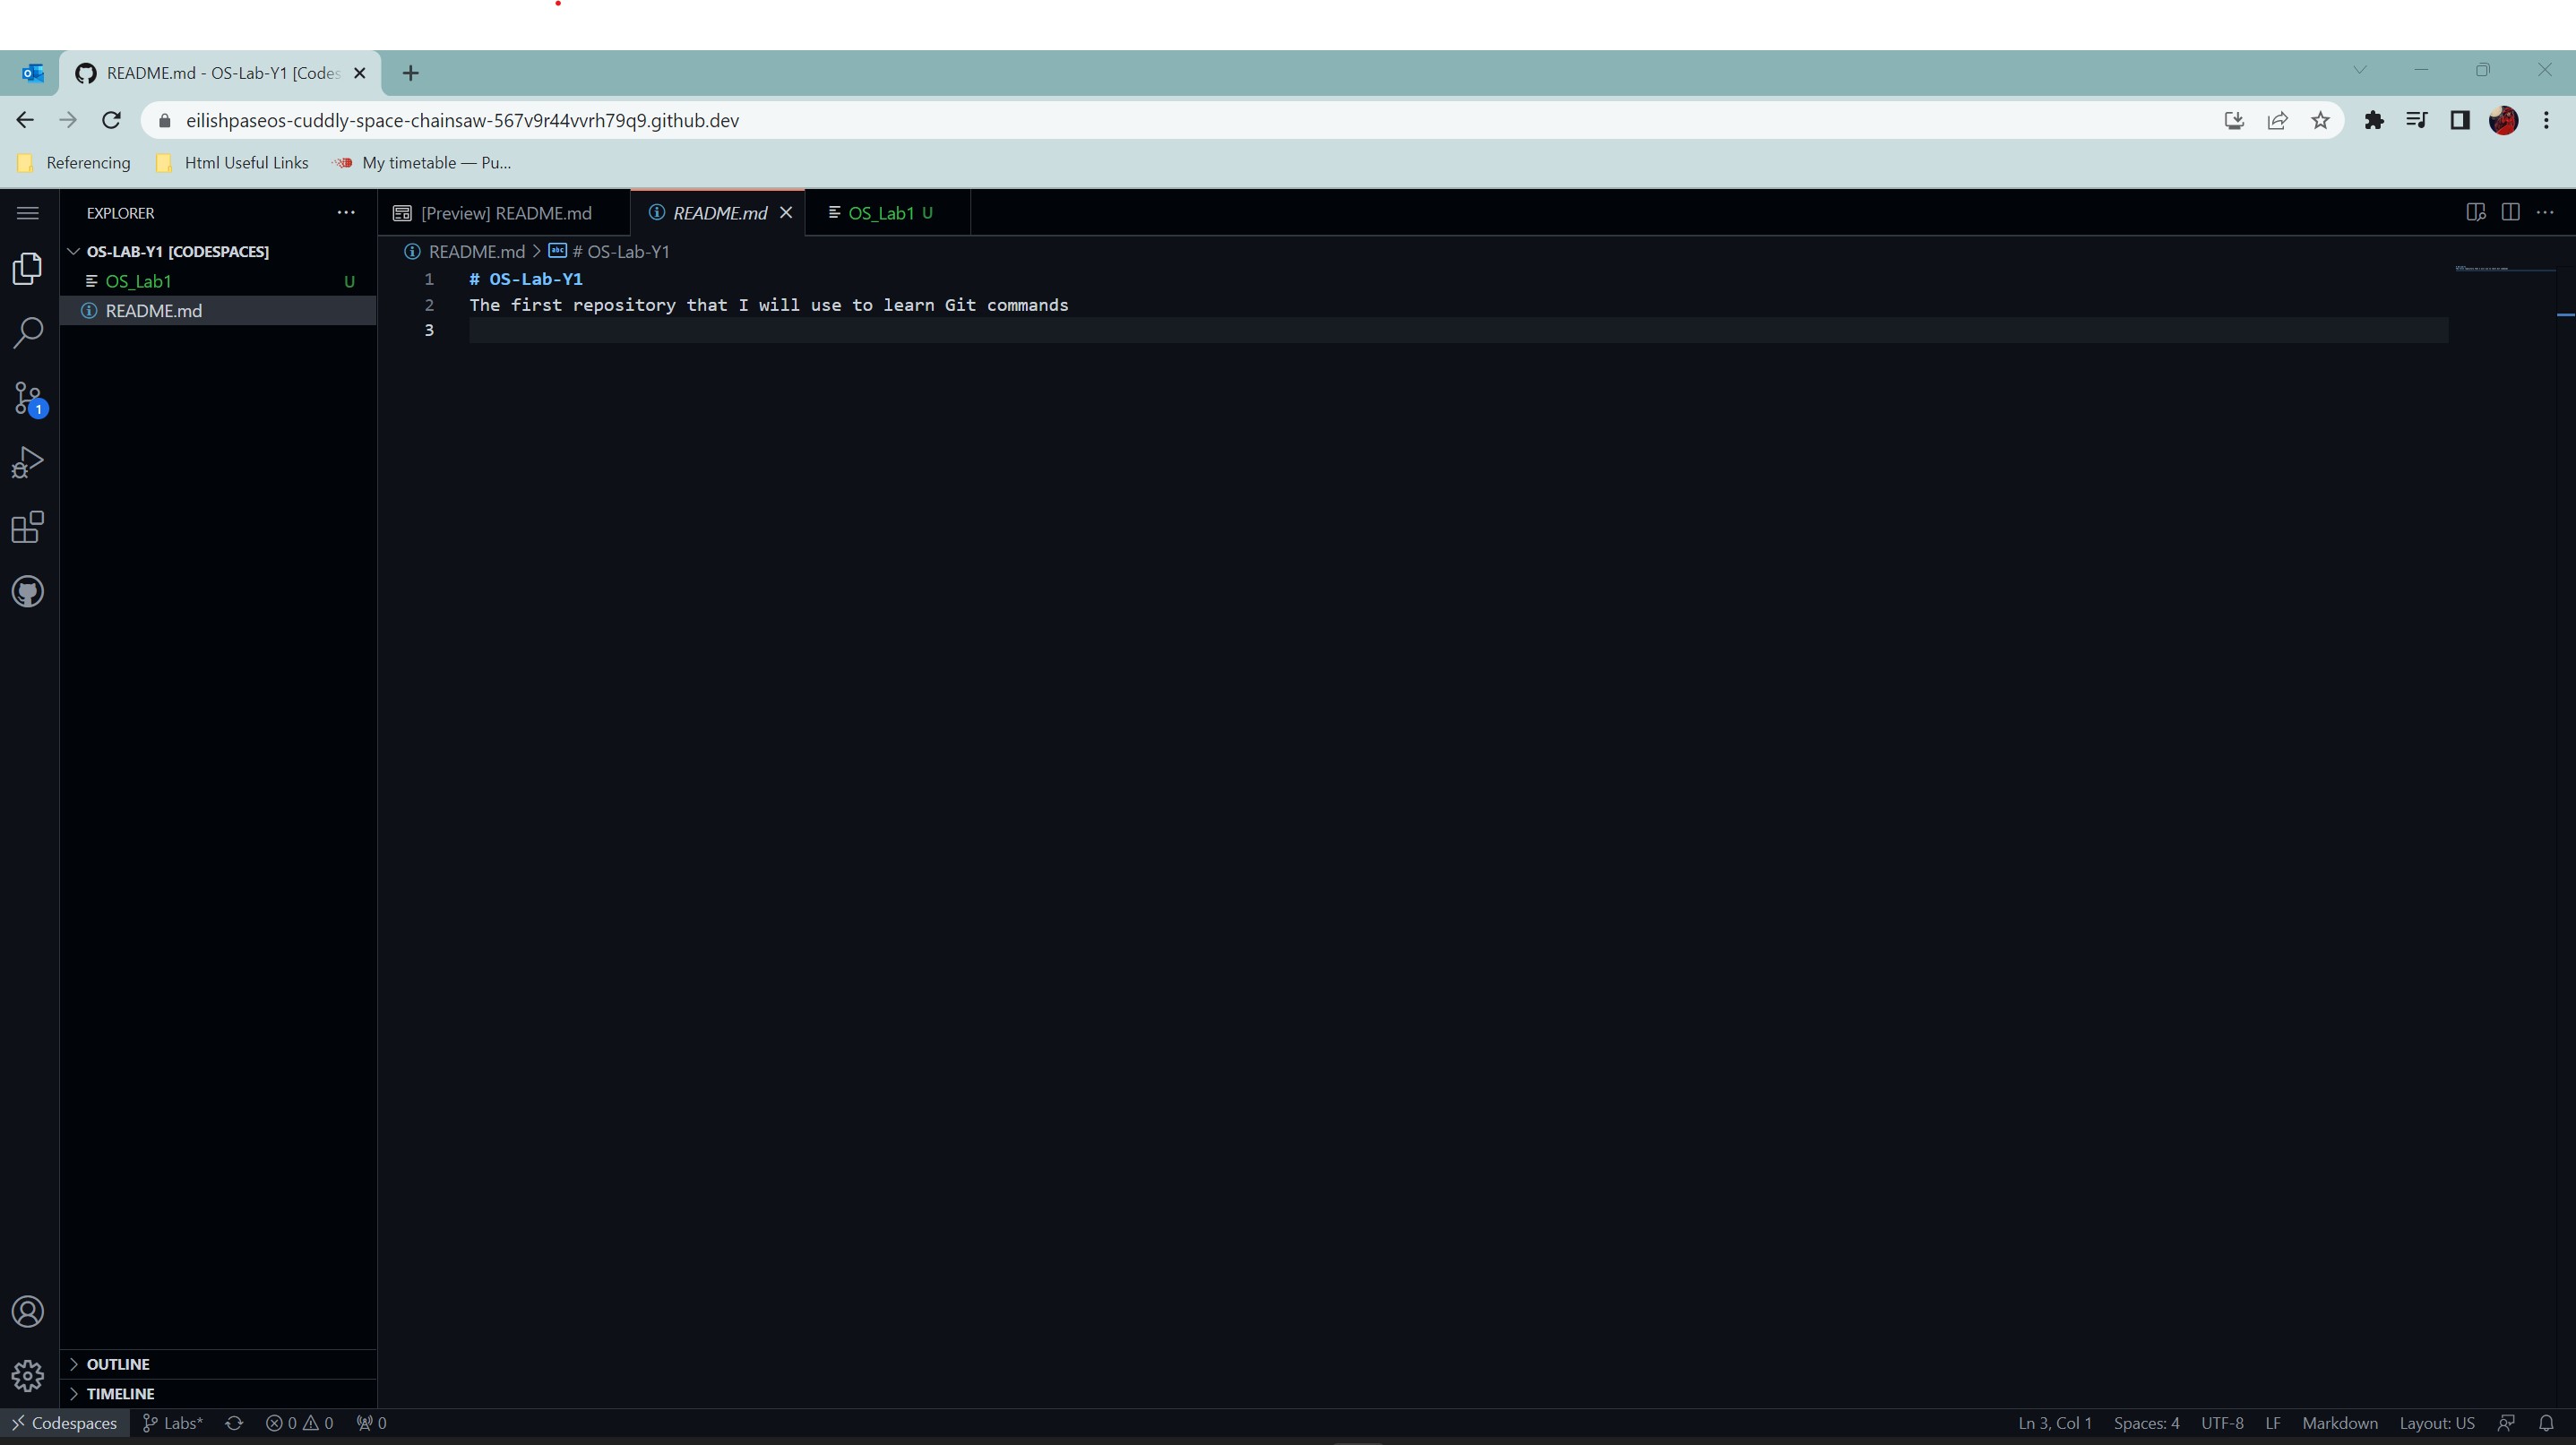 README.md - OS-Lab-Y1 [Codes
eilishpaseos-cuddly-space-chainsaw-567v9r44vvrh79q9.github.dev
Referencing
Html Useful Links
My timetable — Pu...
EXPLORER
[Preview] README.md
README.md
OS_Lab1 U
OS-LAB-Y1 [CODESPACES]
OS_Lab1 U
README.md
README.md > # OS-Lab-Y1
1 # OS-Lab-Y1
2 The first repository that I will use to learn Git commands
3
1
OUTLINE
TIMELINE
Codespaces Labs* 0 0 0 Ln 3, Col 1 Spaces: 4 UTF-8 LF Markdown Layout: US